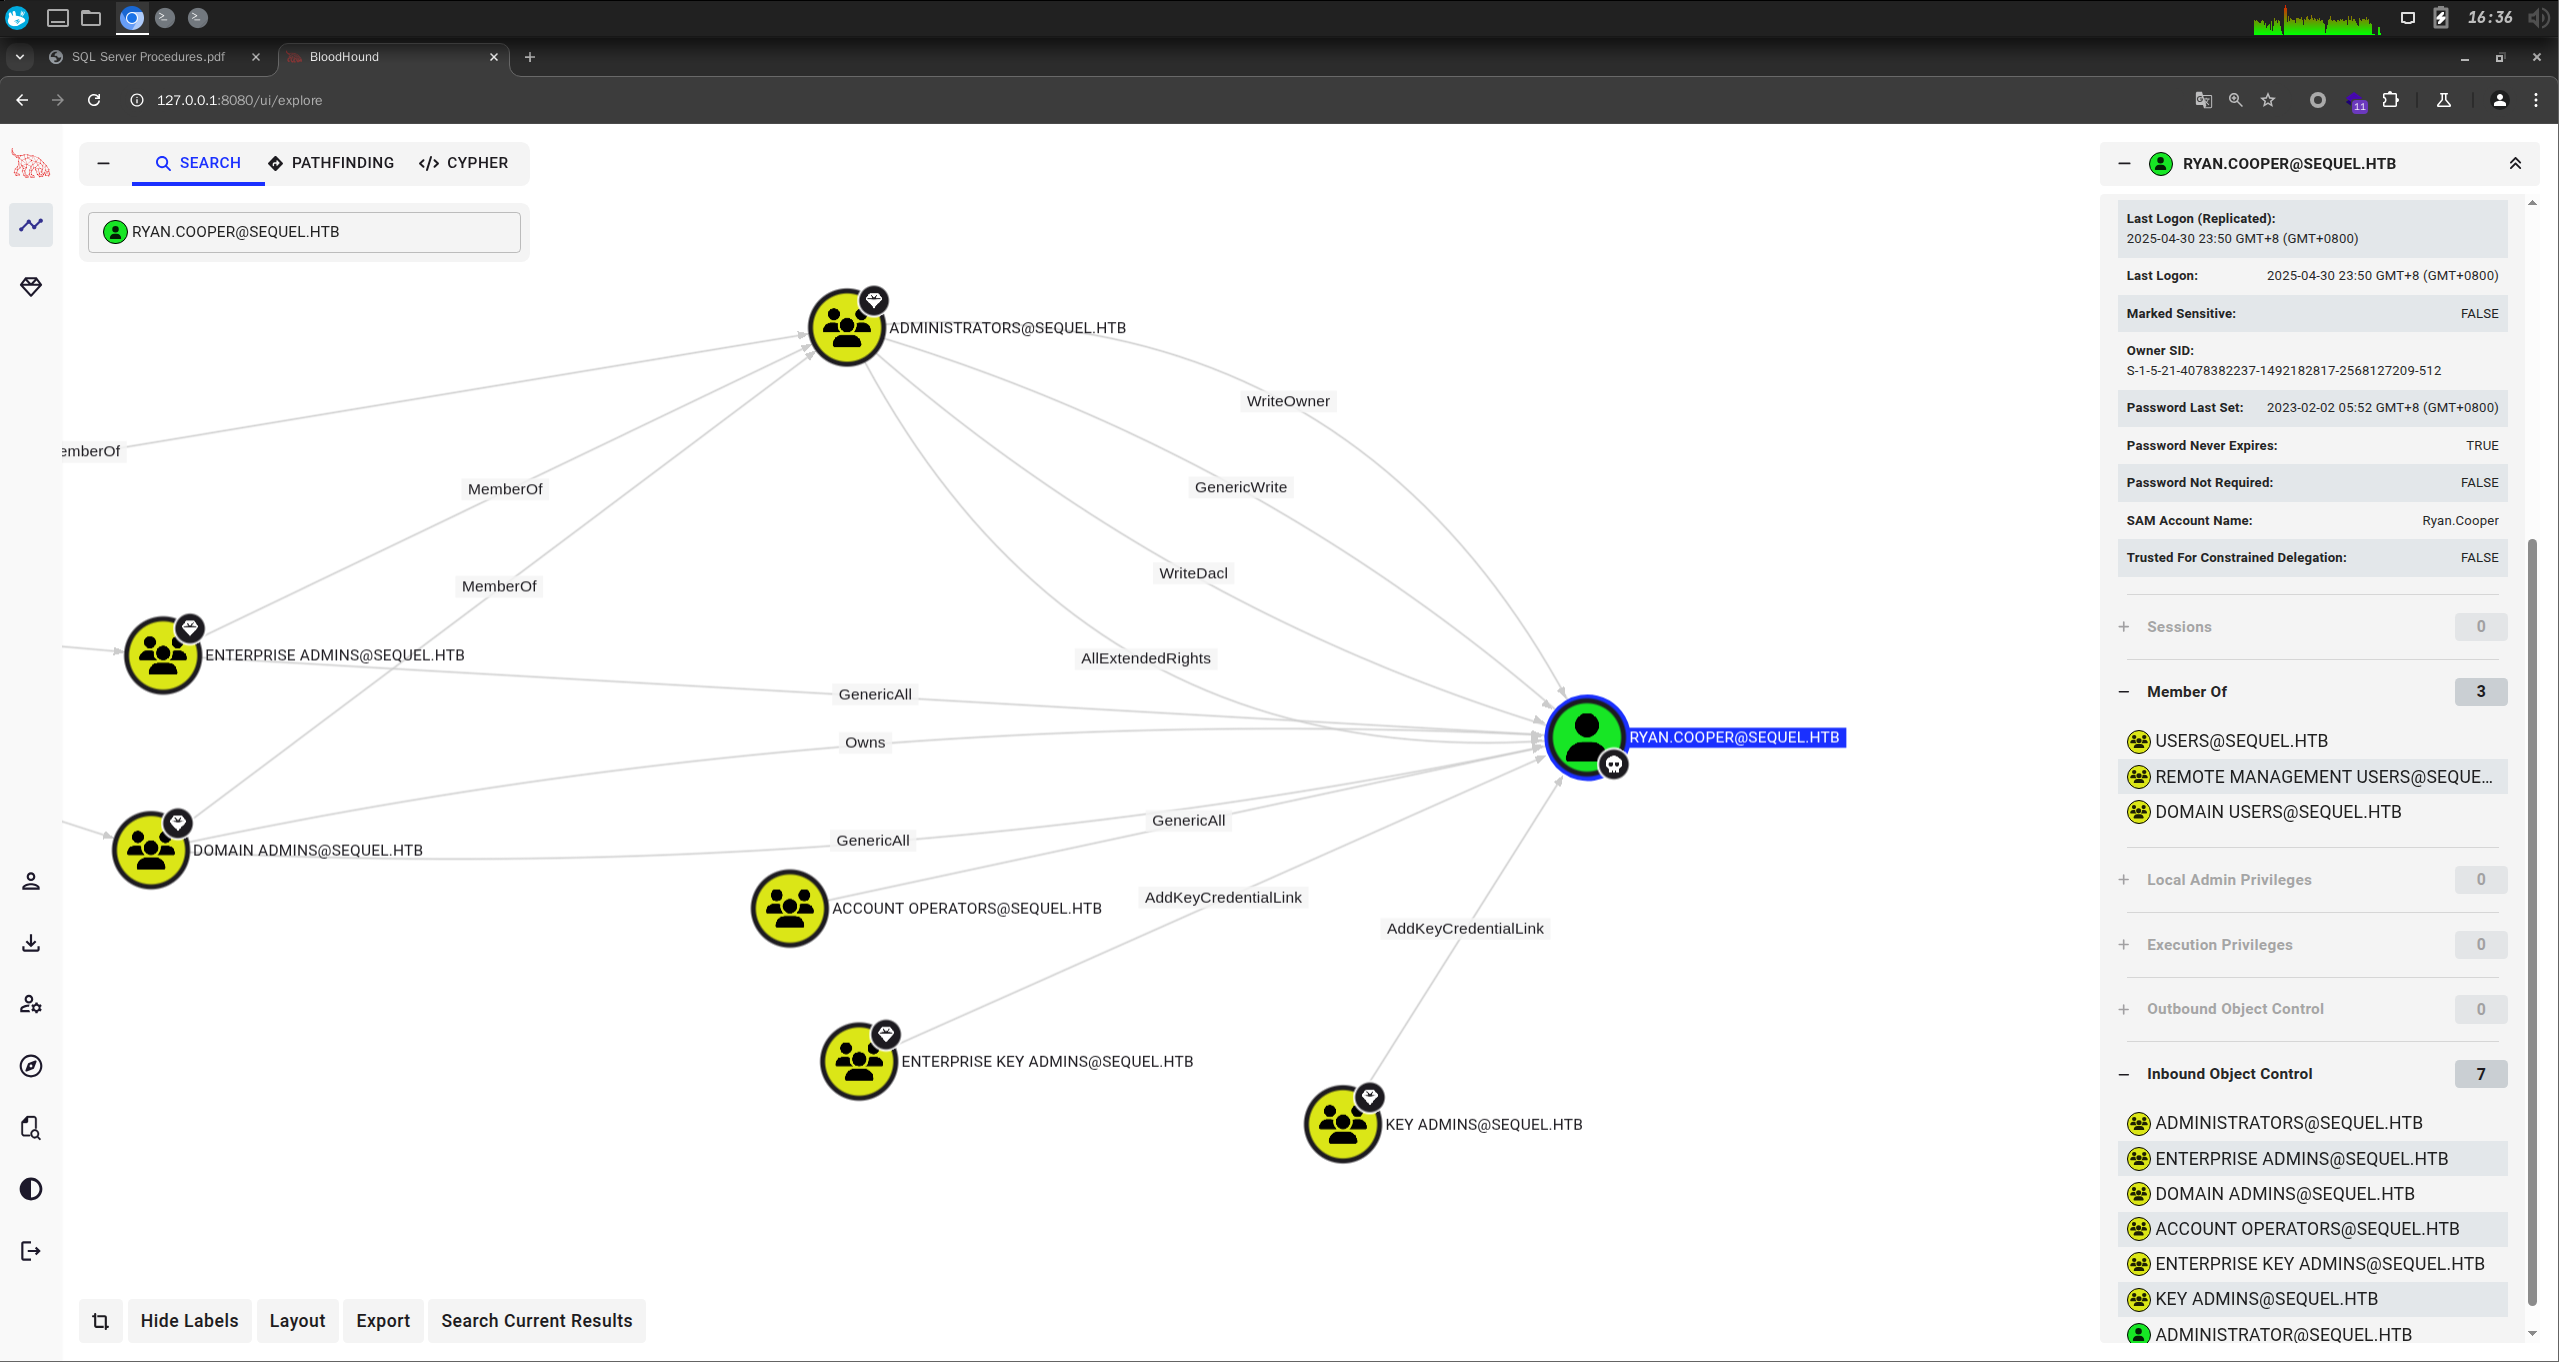 16:36
SQL Server Procedures.pdf
BloodHound
127.0.0.1:8080/ui/explore
11
SEARCH
PATHFINDING
CYPHER
RYAN.COOPER@SEQUEL.HTB
ADMINISTRATORS@SEQUEL.HTB
WriteOwner
emberOf
MemberOf
GenericWrite
WriteDacl
MemberOf
ENTERPRISE ADMINS@SEQUEL.HTB
AllExtendedRights
GenericAll
Owns
RYAN.COOPER@SEQUEL.HTB
GenericAll
GenericAll
DOMAIN ADMINS@SEQUEL.HTB
ACCOUNT OPERATORS@SEQUEL.HTB
AddKeyCredentialLink
AddKeyCredentialLink
ENTERPRISE KEY ADMINS@SEQUEL.HTB
KEY ADMINS@SEQUEL.HTB
Hide Labels
Layout
Export
Search Current Results
RYAN.COOPER@SEQUEL.HTB
Last Logon (Replicated):
2025-04-30 23:50 GMT+8 (GMT+0800)
Last Logon: 2025-04-30 23:50 GMT+8 (GMT+0800)
Marked Sensitive: FALSE
Owner SID:
S-1-5-21-4078382237-1492182817-2568127209-512
Password Last Set: 2023-02-02 05:52 GMT+8 (GMT+0800)
Password Never Expires: TRUE
Password Not Required: FALSE
SAM Account Name: Ryan.Cooper
Trusted For Constrained Delegation: FALSE
Sessions 0
Member Of 3
USERS@SEQUEL.HTB
REMOTE MANAGEMENT USERS@SEQUE...
DOMAIN USERS@SEQUEL.HTB
Local Admin Privileges 0
Execution Privileges 0
Outbound Object Control 0
Inbound Object Control 7
ADMINISTRATORS@SEQUEL.HTB
ENTERPRISE ADMINS@SEQUEL.HTB
DOMAIN ADMINS@SEQUEL.HTB
ACCOUNT OPERATORS@SEQUEL.HTB
ENTERPRISE KEY ADMINS@SEQUEL.HTB
KEY ADMINS@SEQUEL.HTB
ADMINISTRATOR@SEQUEL.HTB